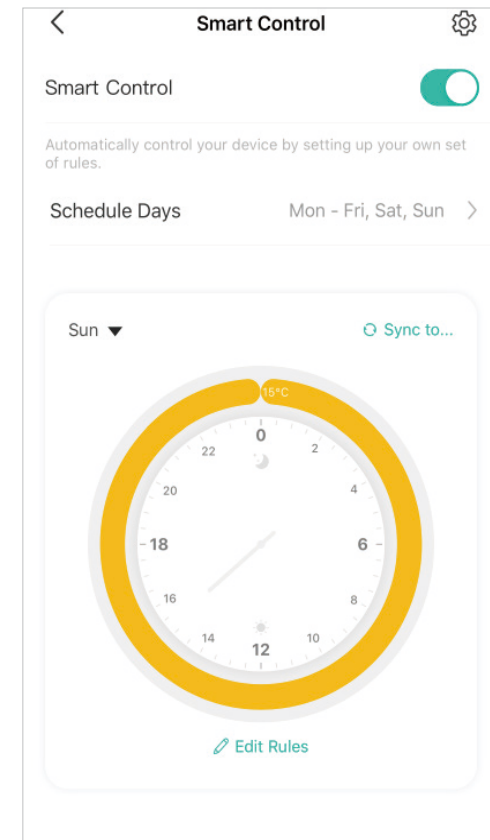 Smart Control
Smart Control
Automatically control your device by setting up your own set
of rules.
Schedule Days Mon - Fri, Sat, Sun
Sun Sync to...
15°C
0
22 2
20 4
18 6
16 8
14 10
12
Edit Rules